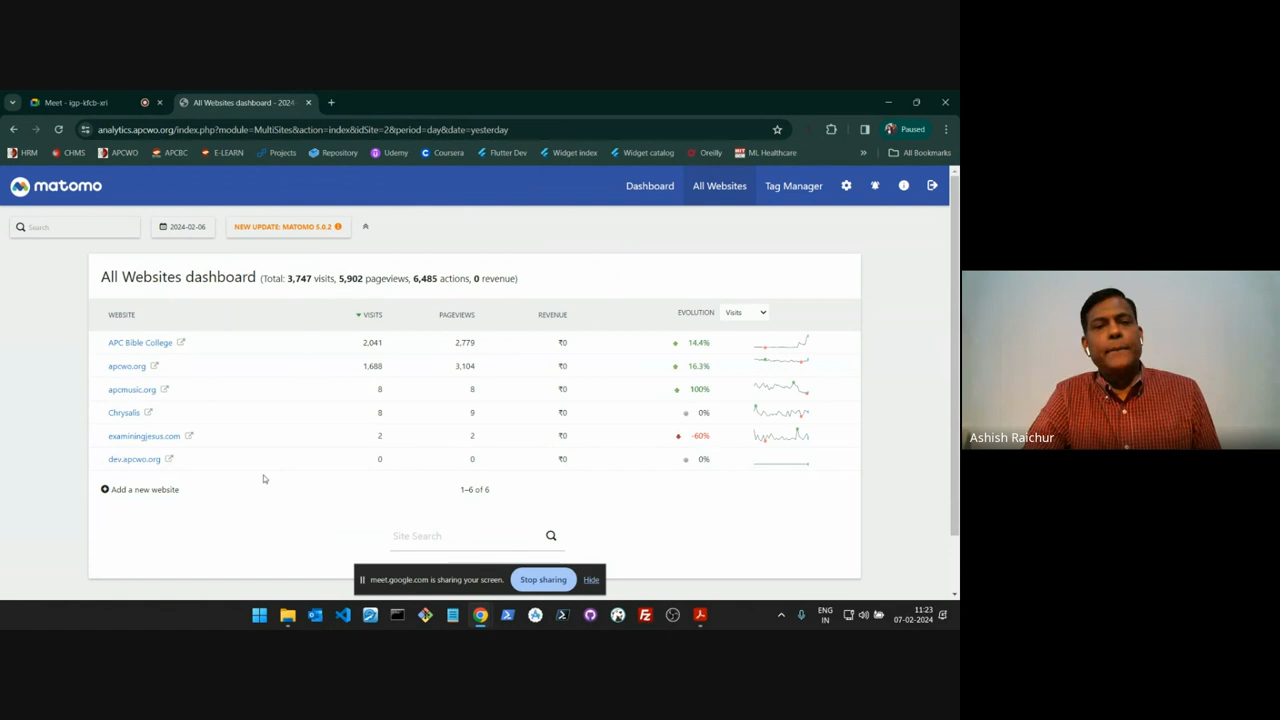 Meet - igp-kfcb-xri
All Websites dashboard - 2024
analytics.apcwo.org/index.php?module=MultiSites&action=index&idSite=2&period=day&date=yesterday
Paused
HRM CHMS APCWO APCBC E-LEARN Projects Repository Udemy Coursera Flutter Dev Widget index Widget catalog Oreilly ML Healthcare » All Bookmarks
matomo
Dashboard All Websites Tag Manager
Search
2024-02-06
NEW UPDATE: MATOMO 5.0.2
All Websites dashboard (Total: 3,747 visits, 5,902 pageviews, 6,485 actions, 0 revenue)
WEBSITE VISITS PAGEVIEWS REVENUE EVOLUTION Visits
APC Bible College 2,041 2,779 ₹0 14.4%
apcwo.org 1,688 3,104 ₹0 16.3%
apcmusic.org 8 8 ₹0 100%
Chrysalis 8 9 ₹0 0%
examiningjesus.com 2 2 ₹0 -60%
dev.apcwo.org 0 0 ₹0 0%
Add a new website 1–6 of 6
Site Search
meet.google.com is sharing your screen. Stop sharing Hide
ENG
IN
11:23
07-02-2024
Ashish Raichur